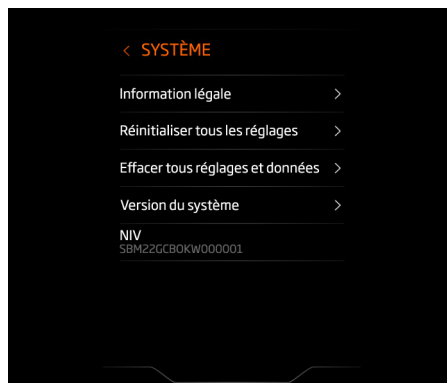 SYSTÈME
Information légale
Réinitialiser tous les réglages
Effacer tous réglages et données
Version du système
NIV
SBM22GCB0KW000001